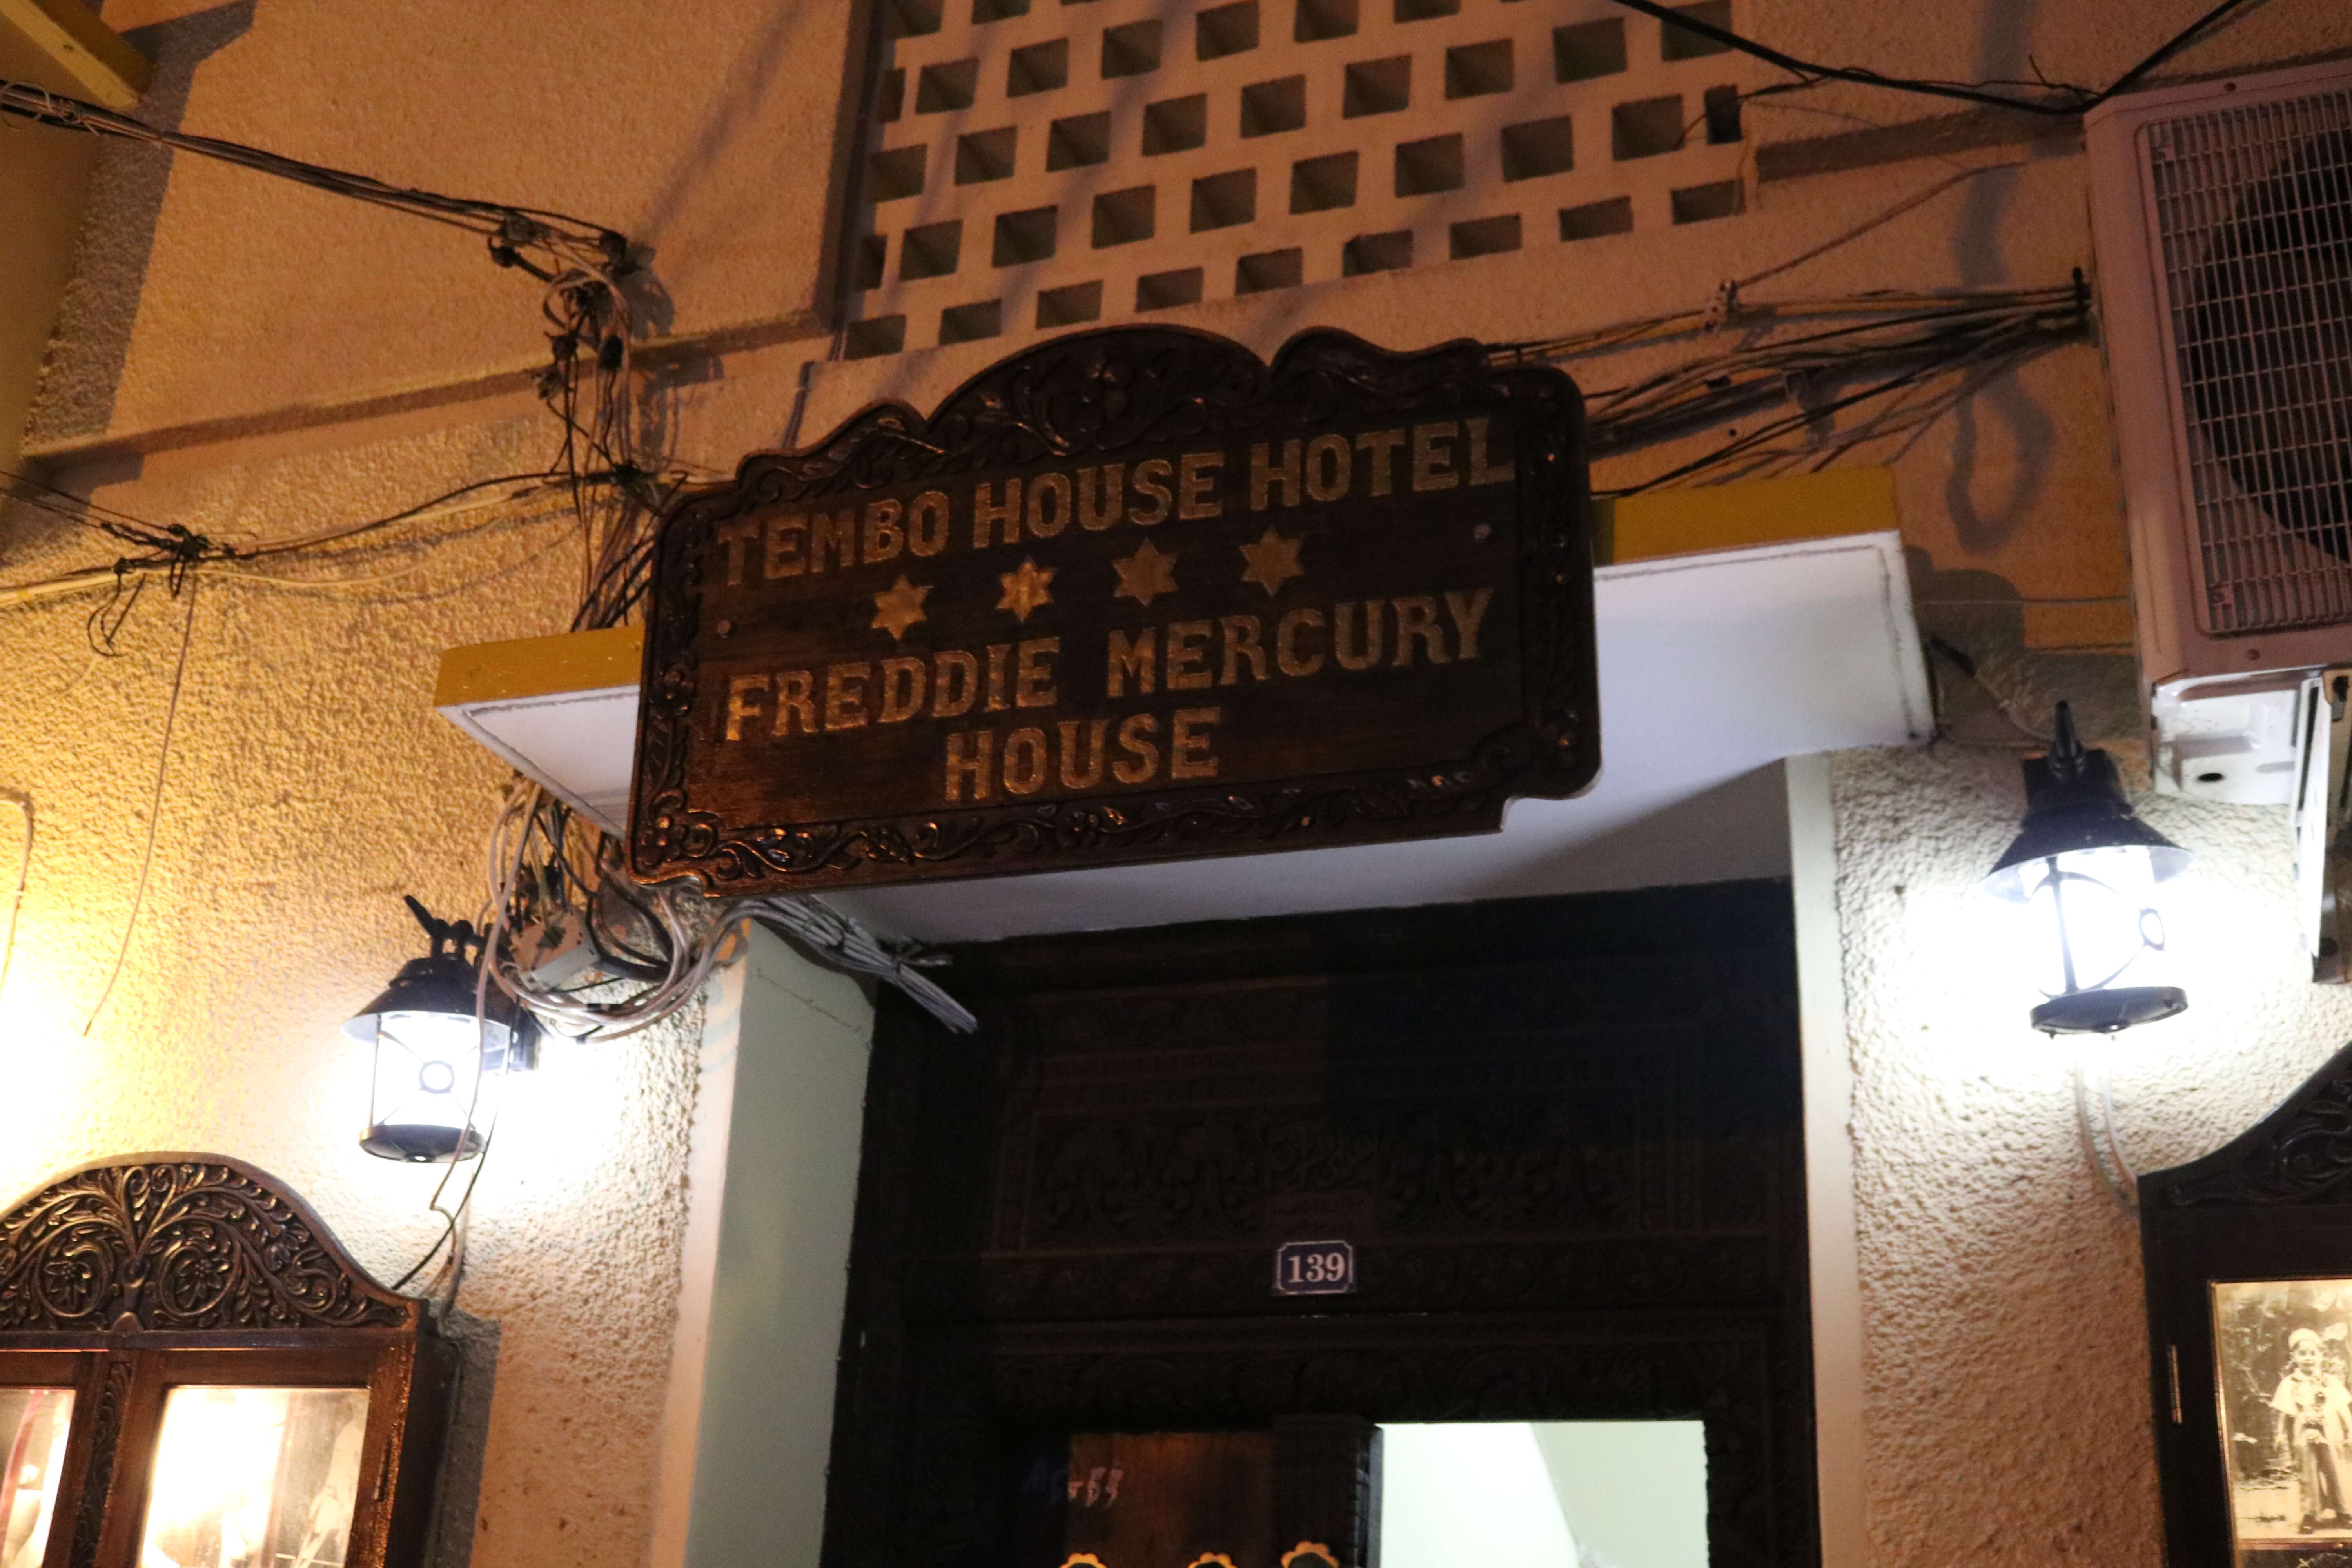 TEMBO HOUSE HOTEL
FREDDIE MERCURY
HOUSE
139